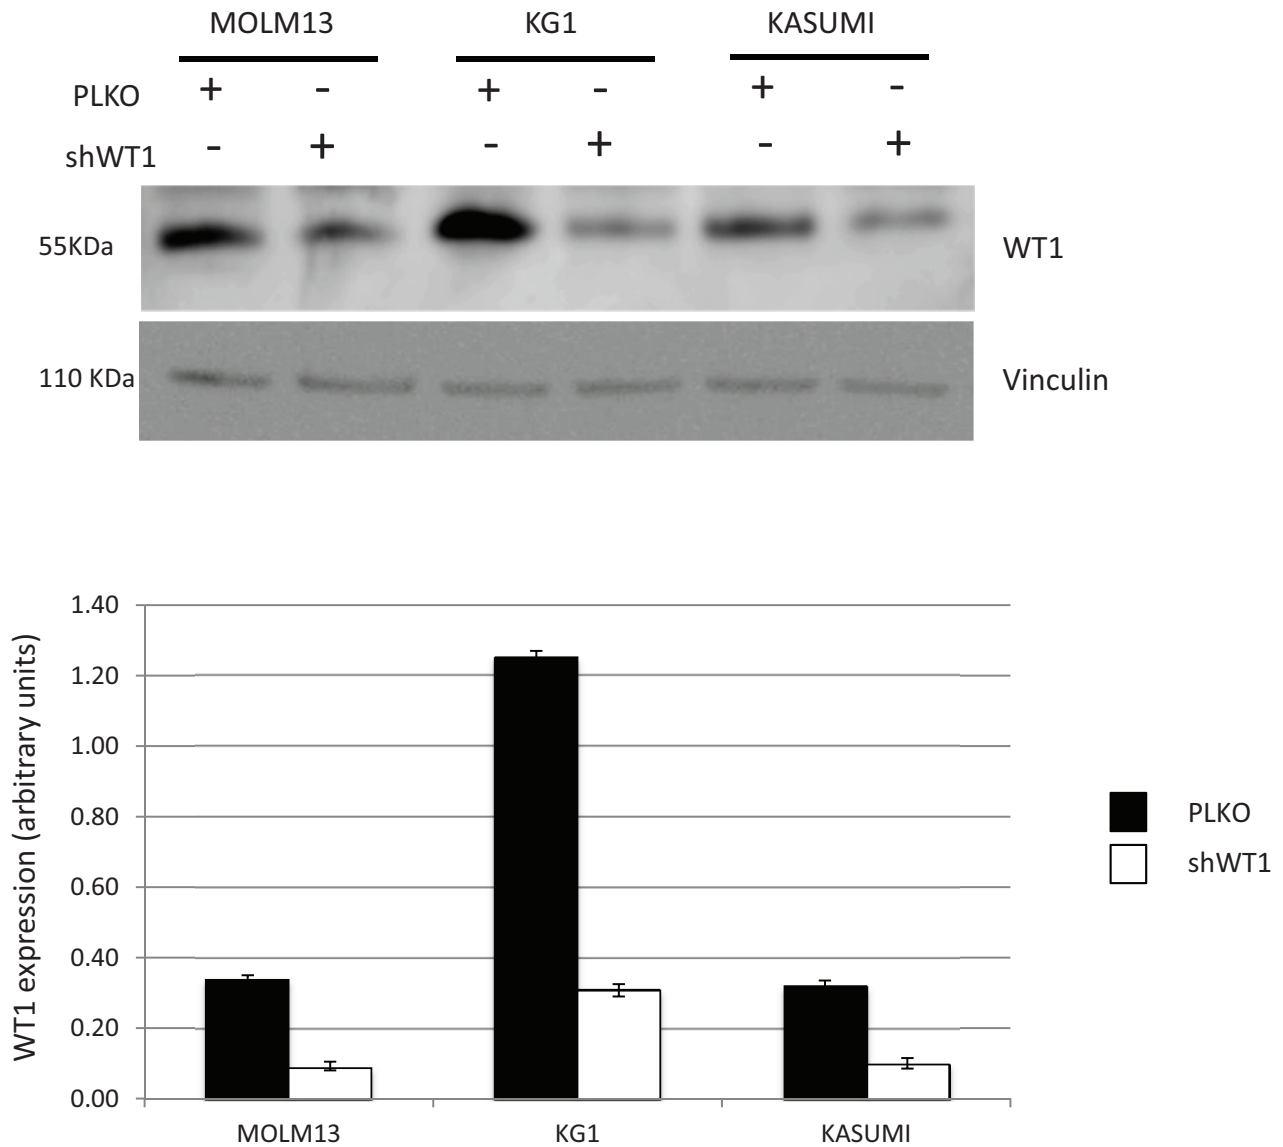 MOLM13 KG1 KASUMI
PLKO + - + - + -
shWT1 - + - + - +
55KDa WT1
110 KDa Vinculin
1.40
1.20
1.00
0.80
0.60
0.40
0.20
0.00
WT1 expression (arbitrary units)
MOLM13 KG1 KASUMI
PLKO
shWT1